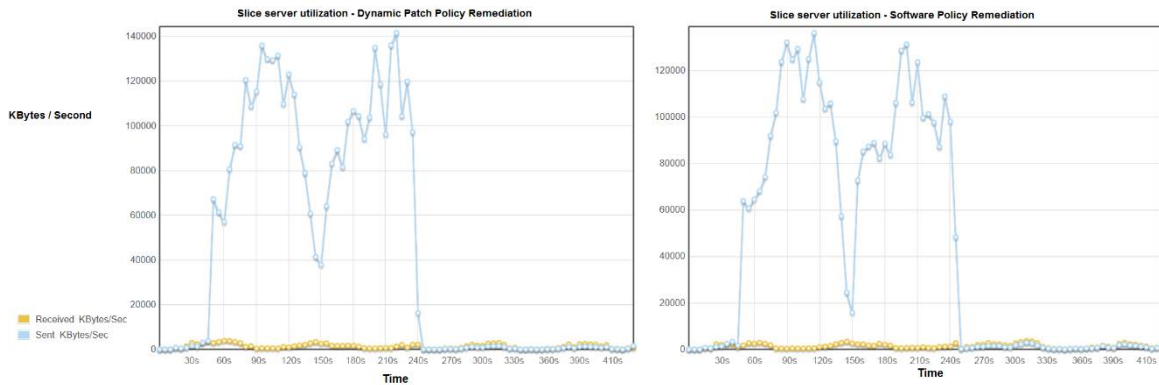 Slice server utilization - Dynamic Patch Policy Remediation
KBytes / Second
140000
120000
100000
80000
60000
40000
20000
0
30s 60s 90s 120s 150s 180s 210s 240s 270s 300s 330s 360s 390s 410s
Time
Received KBytes/Sec
Sent KBytes/Sec
Slice server utilization - Software Policy Remediation
120000
100000
80000
60000
40000
20000
0
30s 60s 90s 120s 150s 180s 210s 240s 270s 300s 330s 360s 390s 410s
Time